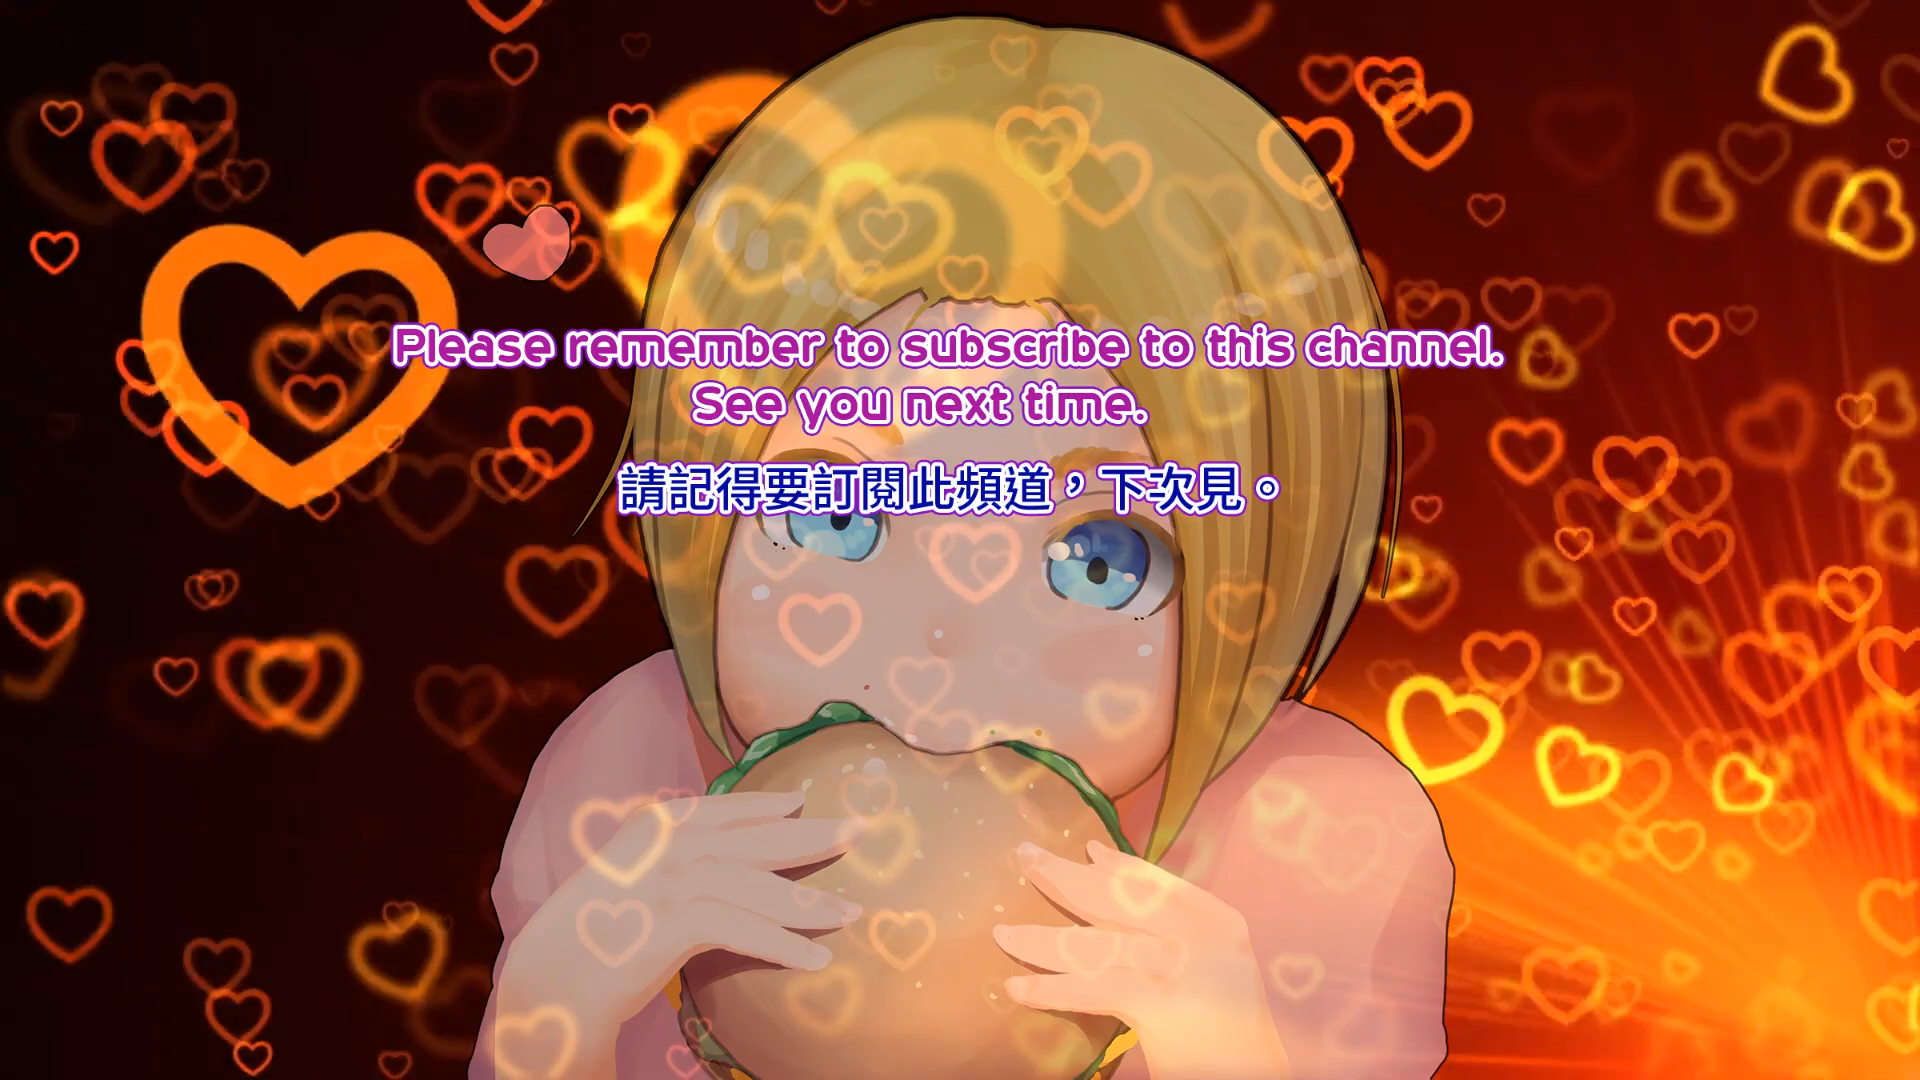 Please remember to subscribe to this channel.
See you next time.
請記得要訂閱此頻道，下次見。